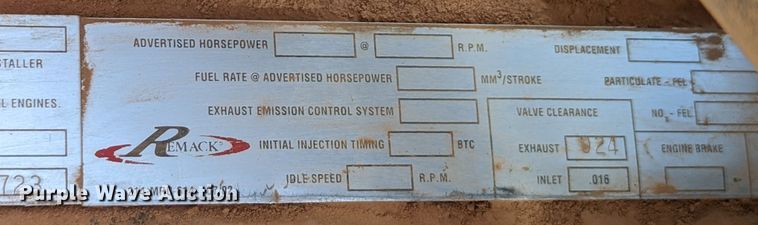 ADVERTISED HORSEPOWER @ R.P.M. DISPLACEMENT
STALLER
FUEL RATE @ ADVERTISED HORSEPOWER MM3/STROKE PARTICULATE - FEL
L ENGINES.
EXHAUST EMISSION CONTROL SYSTEM VALVE CLEARANCE NOx - FEL
REMACK INITIAL INJECTION TIMING BTC EXHAUST 024 ENGINE BRAKE
723 IDLE SPEED R.P.M. INLET .016
Purple Wave Auction